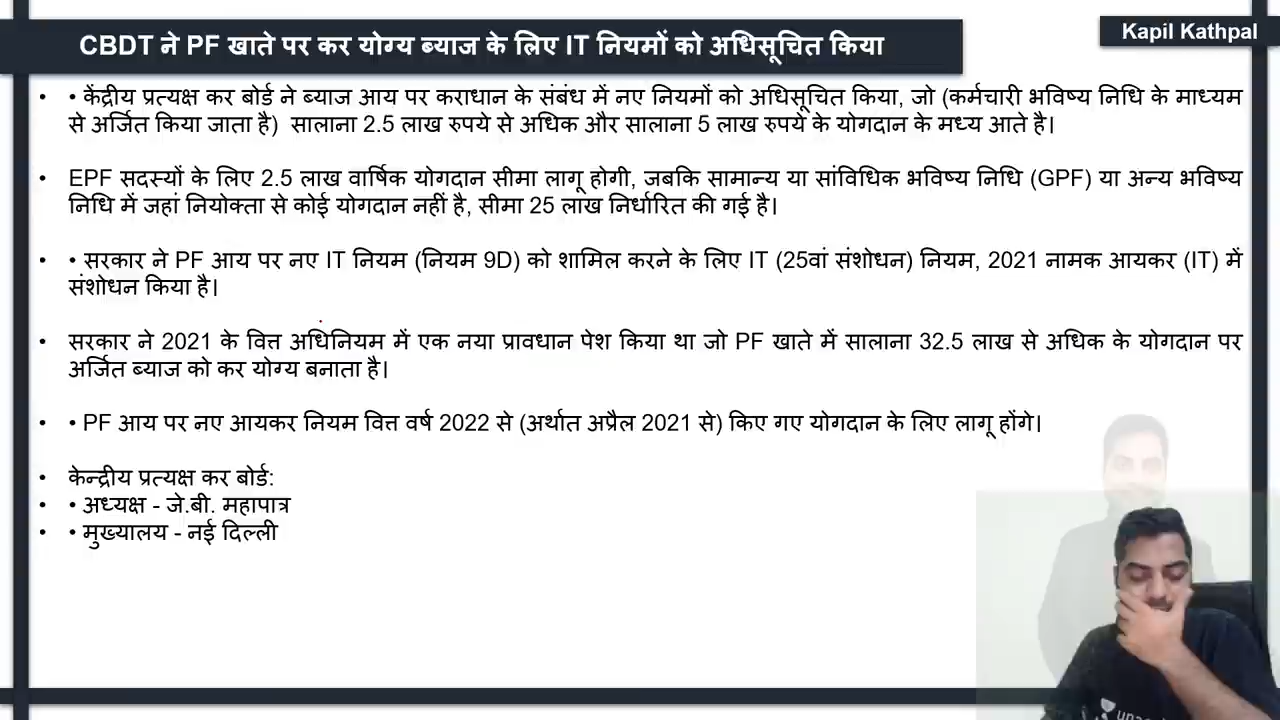 CBDT ने PF खाते पर कर योग्य ब्याज के लिए IT नियमों को अधिसूचित किया
Kapil Kathpal
• • केंद्रीय प्रत्यक्ष कर बोर्ड ने ब्याज आय पर कराधान के संबंध में नए नियमों को अधिसूचित किया, जो (कर्मचारी भविष्य निधि के माध्यम
से अर्जित किया जाता है) सालाना 2.5 लाख रुपये से अधिक और सालाना 5 लाख रुपये के योगदान के मध्य आते है।
• EPF सदस्यों के लिए 2.5 लाख वार्षिक योगदान सीमा लागू होगी, जबकि सामान्य या सांविधिक भविष्य निधि (GPF) या अन्य भविष्य
निधि में जहां नियोक्ता से कोई योगदान नहीं है, सीमा 25 लाख निर्धारित की गई है।
• • सरकार ने PF आय पर नए IT नियम (नियम 9D) को शामिल करने के लिए IT (25वां संशोधन) नियम, 2021 नामक आयकर (IT) में
संशोधन किया है।
• सरकार ने 2021 के वित्त अधिनियम में एक नया प्रावधान पेश किया था जो PF खाते में सालाना 32.5 लाख से अधिक के योगदान पर
अर्जित ब्याज को कर योग्य बनाता है।
• • PF आय पर नए आयकर नियम वित्त वर्ष 2022 से (अर्थात अप्रैल 2021 से) किए गए योगदान के लिए लागू होंगे।
• केन्द्रीय प्रत्यक्ष कर बोर्ड:
• • अध्यक्ष - जे.बी. महापात्र
• • मुख्यालय - नई दिल्ली